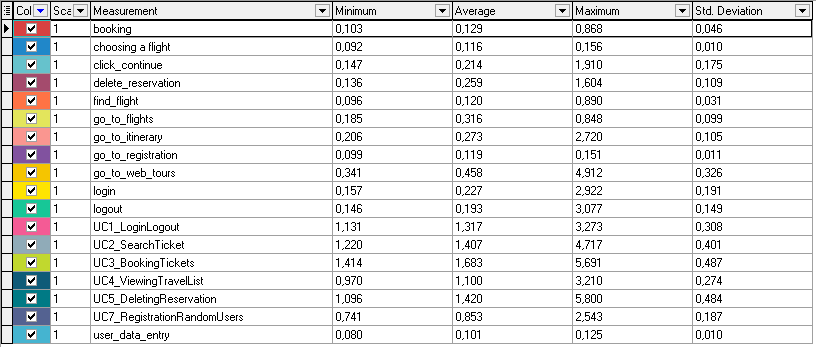 Col Sca Measurement Minimum Average Maximum Std. Deviation
1 booking 0,103 0,129 0,868 0,046
1 choosing a flight 0,092 0,116 0,156 0,010
1 click_continue 0,147 0,214 1,910 0,175
1 delete_reservation 0,136 0,259 1,604 0,109
1 find_flight 0,096 0,120 0,890 0,031
1 go_to_flights 0,185 0,316 0,848 0,099
1 go_to_itinerary 0,206 0,273 2,720 0,105
1 go_to_registration 0,099 0,119 0,151 0,011
1 go_to_web_tours 0,341 0,458 4,912 0,326
1 login 0,157 0,227 2,922 0,191
1 logout 0,146 0,193 3,077 0,149
1 UC1_LoginLogout 1,131 1,317 3,273 0,308
1 UC2_SearchTicket 1,220 1,407 4,717 0,401
1 UC3_BookingTickets 1,414 1,683 5,691 0,487
1 UC4_ViewingTravelList 0,970 1,100 3,210 0,274
1 UC5_DeletingReservation 1,096 1,420 5,800 0,484
1 UC7_RegistrationRandomUsers 0,741 0,853 2,543 0,187
1 user_data_entry 0,080 0,101 0,125 0,010